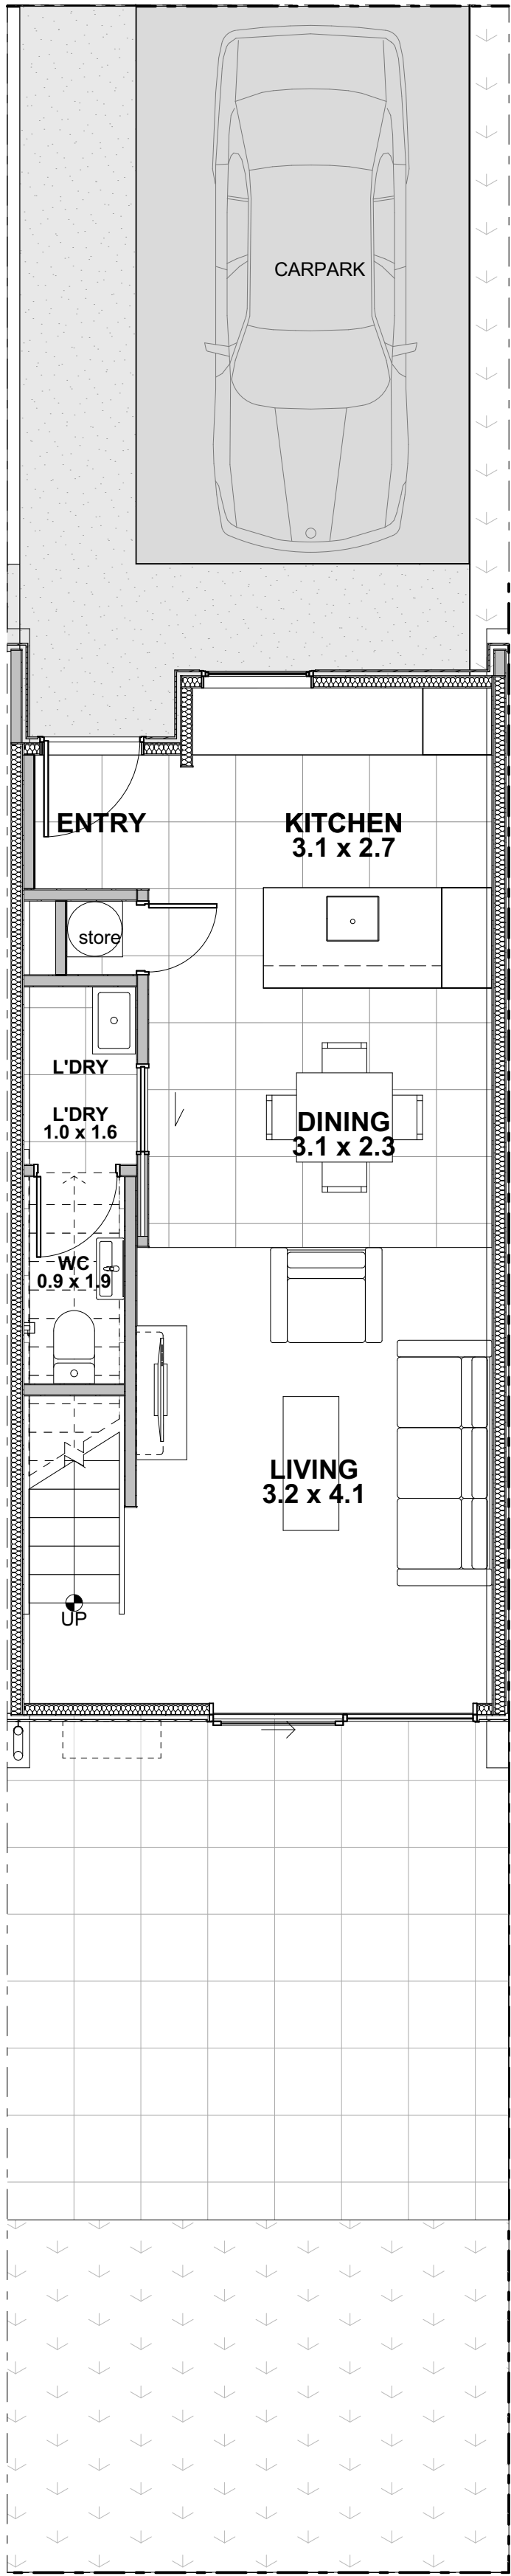 CARPARK
ENTRY
KITCHEN
3.1 x 2.7
store
L'DRY
L'DRY
1.0 x 1.6
DINING
3.1 x 2.3
WC
0.9 x 1.9
LIVING
3.2 x 4.1
UP